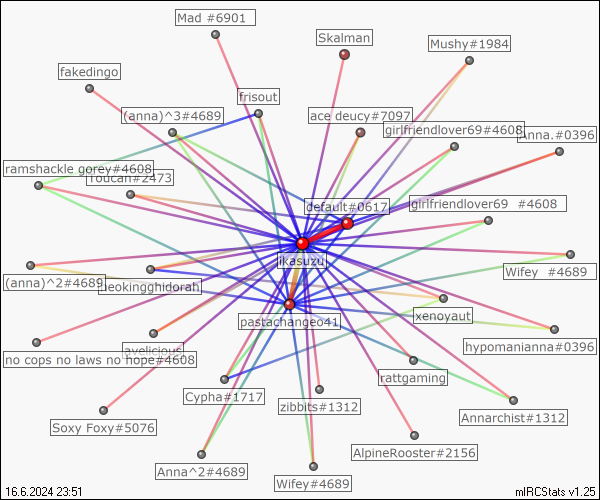 Mad #6901
Skalman
Mushy#1984
fakedingo
frisout
(anna)^3#4689
ace deucy#7097
girlfriendlover69#4608
Anna.#0396
ramshackle gorey#4608
Toucan#2473
default#0617
girlfriendlover69 #4608
ikasuzu
Wifey #4689
(anna)^2#4689
neokingghidorah
pastachangeo41
xenoyaut
hypomanianna#0396
avelicious
no cops no laws no hope#4608
rattgaming
Cypha#1717
zibbits#1312
Annarchist#1312
Soxy Foxy#5076
AlpineRooster#2156
Anna^2#4689
Wifey#4689
16.6.2024 23:51
mIRCStats v1.25